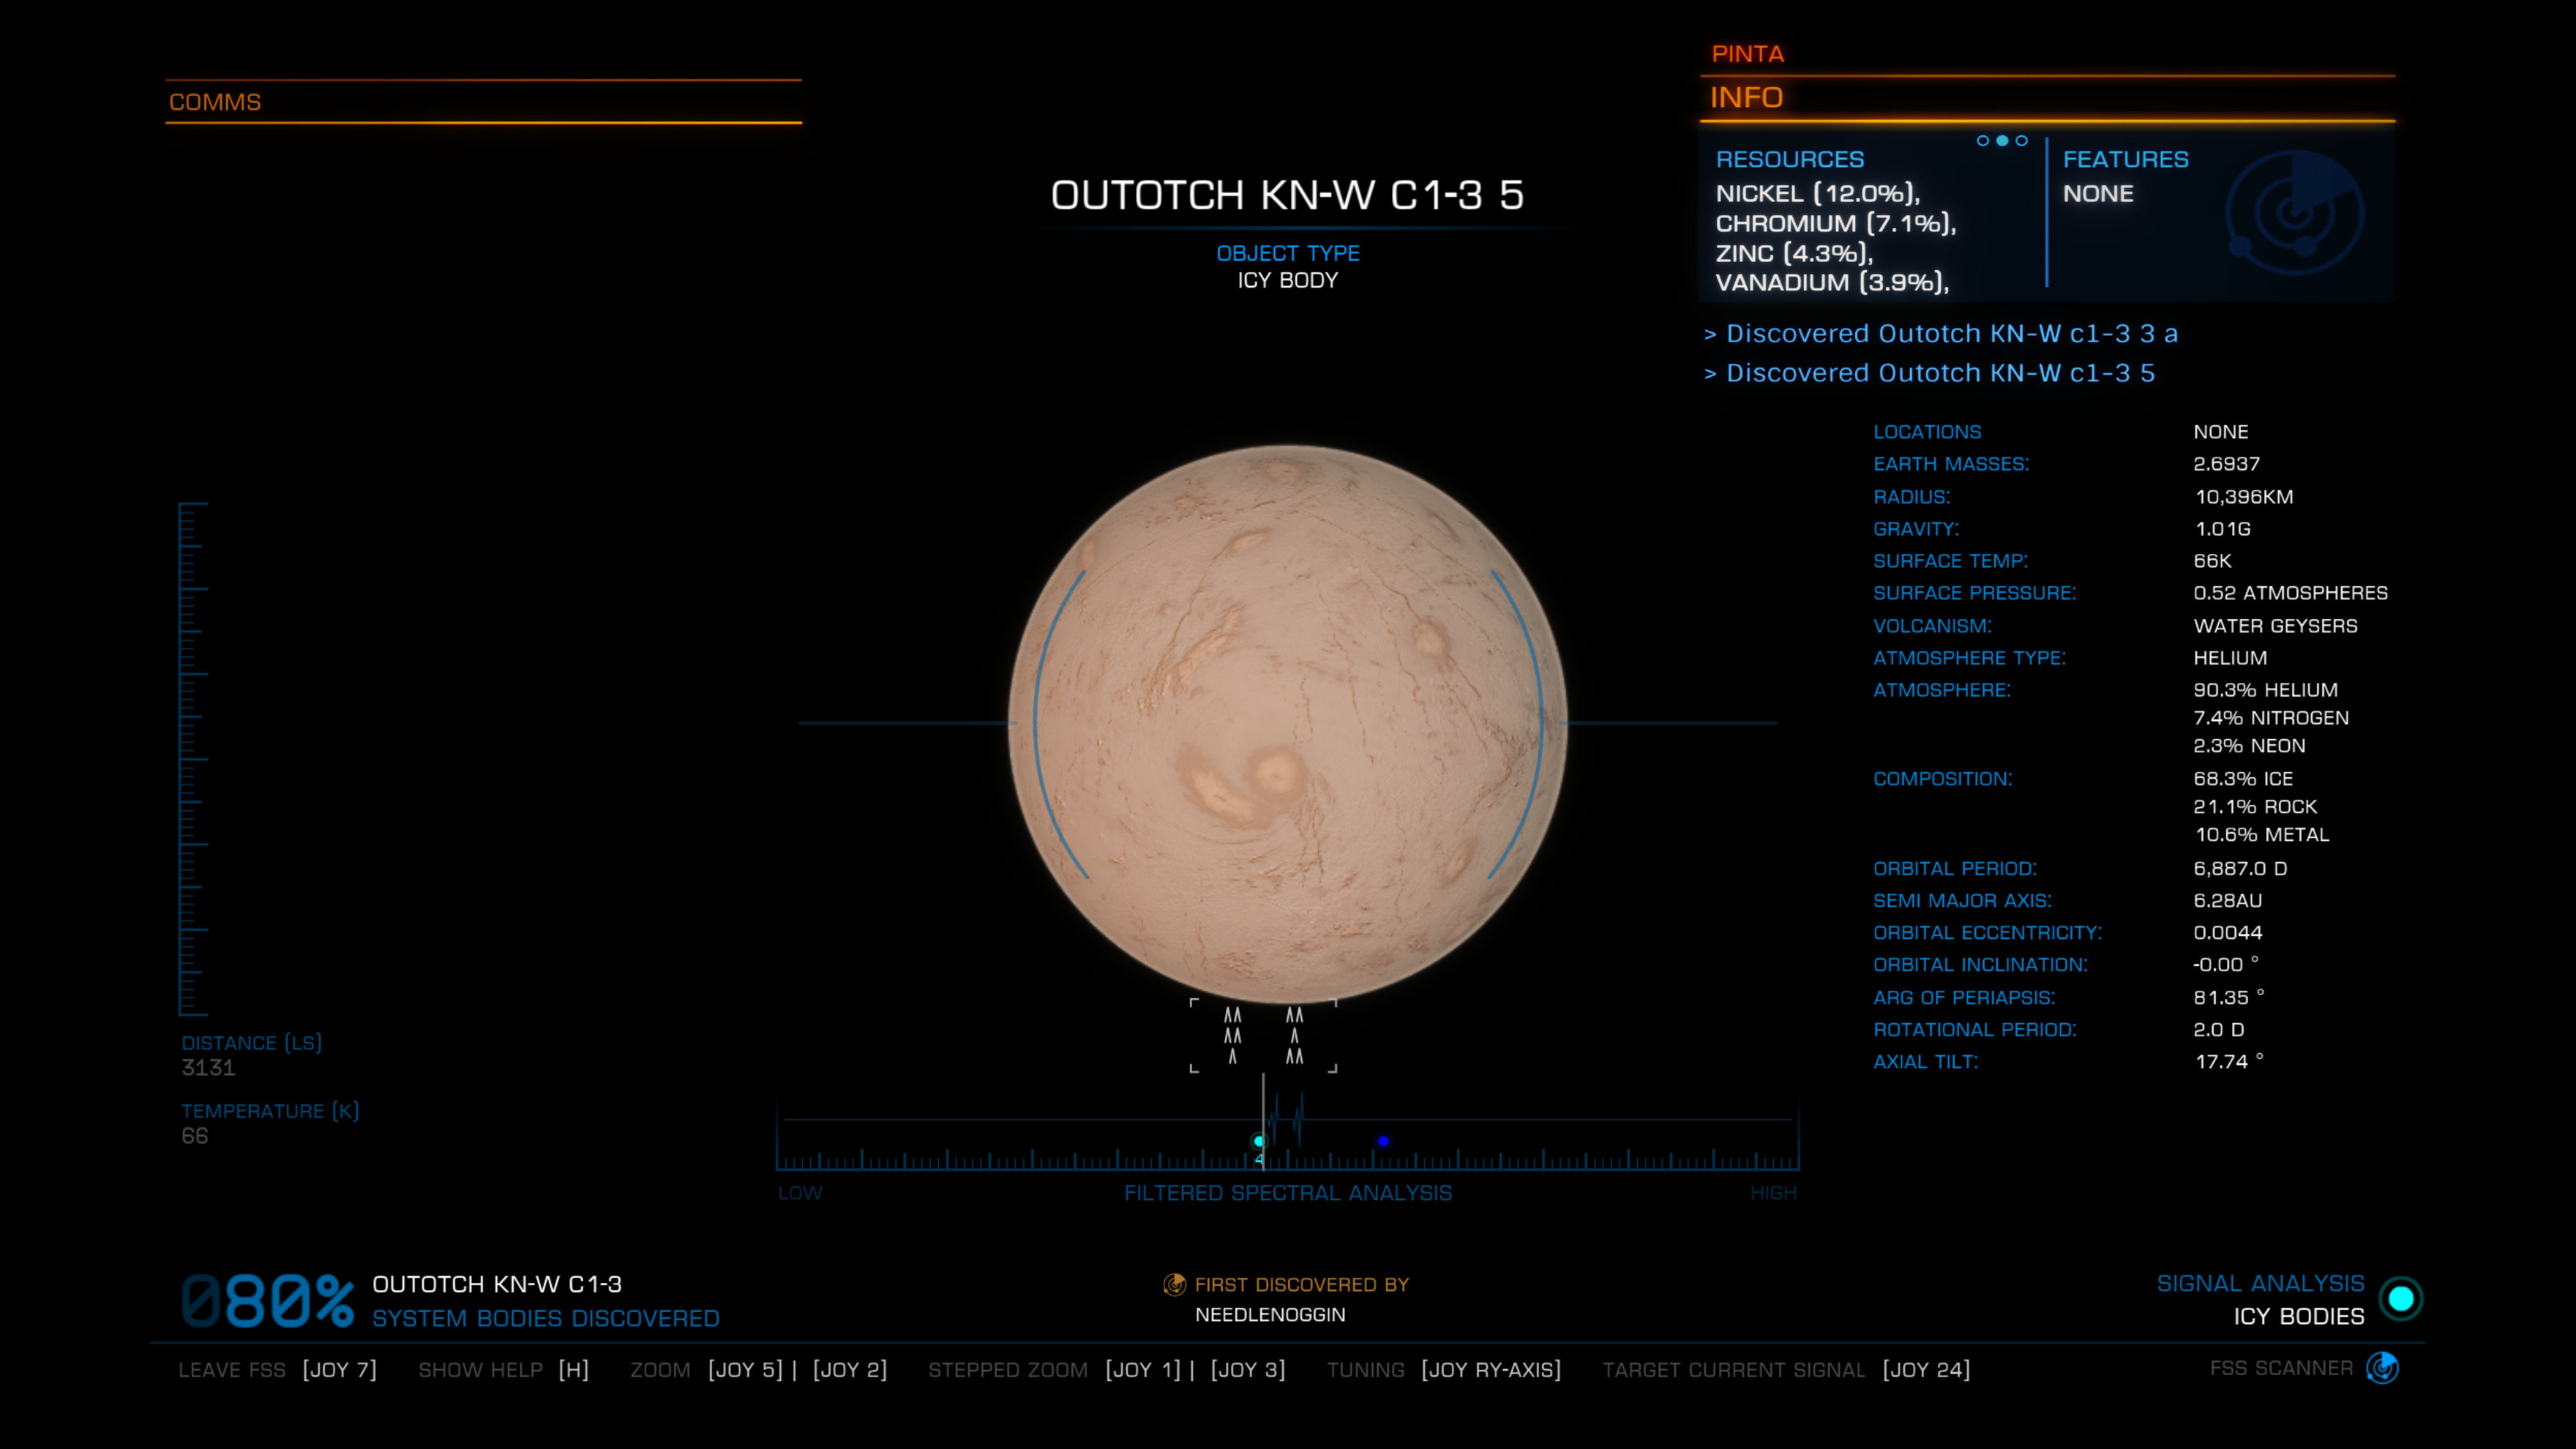 COMMS
PINTA
INFO
RESOURCES
NICKEL (12.0%),
CHROMIUM (7.1%),
ZINC (4.3%),
VANADIUM (3.9%),
FEATURES
NONE
> Discovered Outotch KN-W c1-3 3 a
> Discovered Outotch KN-W c1-3 5
OUTOTCH KN-W C1-3 5
OBJECT TYPE
ICY BODY
LOCATIONS NONE
EARTH MASSES: 2.6937
RADIUS: 10,396KM
GRAVITY: 1.01G
SURFACE TEMP: 66K
SURFACE PRESSURE: 0.52 ATMOSPHERES
VOLCANISM: WATER GEYSERS
ATMOSPHERE TYPE: HELIUM
ATMOSPHERE: 90.3% HELIUM
7.4% NITROGEN
2.3% NEON
COMPOSITION: 68.3% ICE
21.1% ROCK
10.6% METAL
ORBITAL PERIOD: 6,887.0 D
SEMI MAJOR AXIS: 6.28AU
ORBITAL ECCENTRICITY: 0.0044
ORBITAL INCLINATION: -0.00 °
ARG OF PERIAPSIS: 81.35 °
ROTATIONAL PERIOD: 2.0 D
AXIAL TILT: 17.74 °
DISTANCE (LS)
3131
TEMPERATURE (K)
66
4
LOW FILTERED SPECTRAL ANALYSIS HIGH
080% OUTOTCH KN-W C1-3
SYSTEM BODIES DISCOVERED
FIRST DISCOVERED BY
NEEDLENOGGIN
SIGNAL ANALYSIS
ICY BODIES
LEAVE FSS [JOY 7] SHOW HELP [H] ZOOM [JOY 5] | [JOY 2] STEPPED ZOOM [JOY 1] | [JOY 3] TUNING [JOY RY-AXIS] TARGET CURRENT SIGNAL [JOY 24] FSS SCANNER